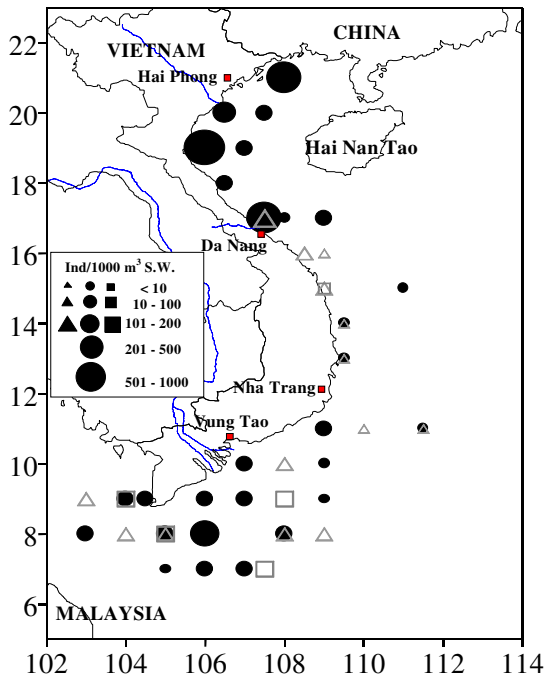 22
20
18
16
14
12
10
8
6
102 104 106 108 110 112 114
CHINA
VIETNAM
Hai Phong
Hai Nan Tao
Da Nang
Ind/1000 m³ S.W.
< 10
10 - 100
101 - 200
201 - 500
501 - 1000
Nha Trang
Vung Tao
MALAYSIA